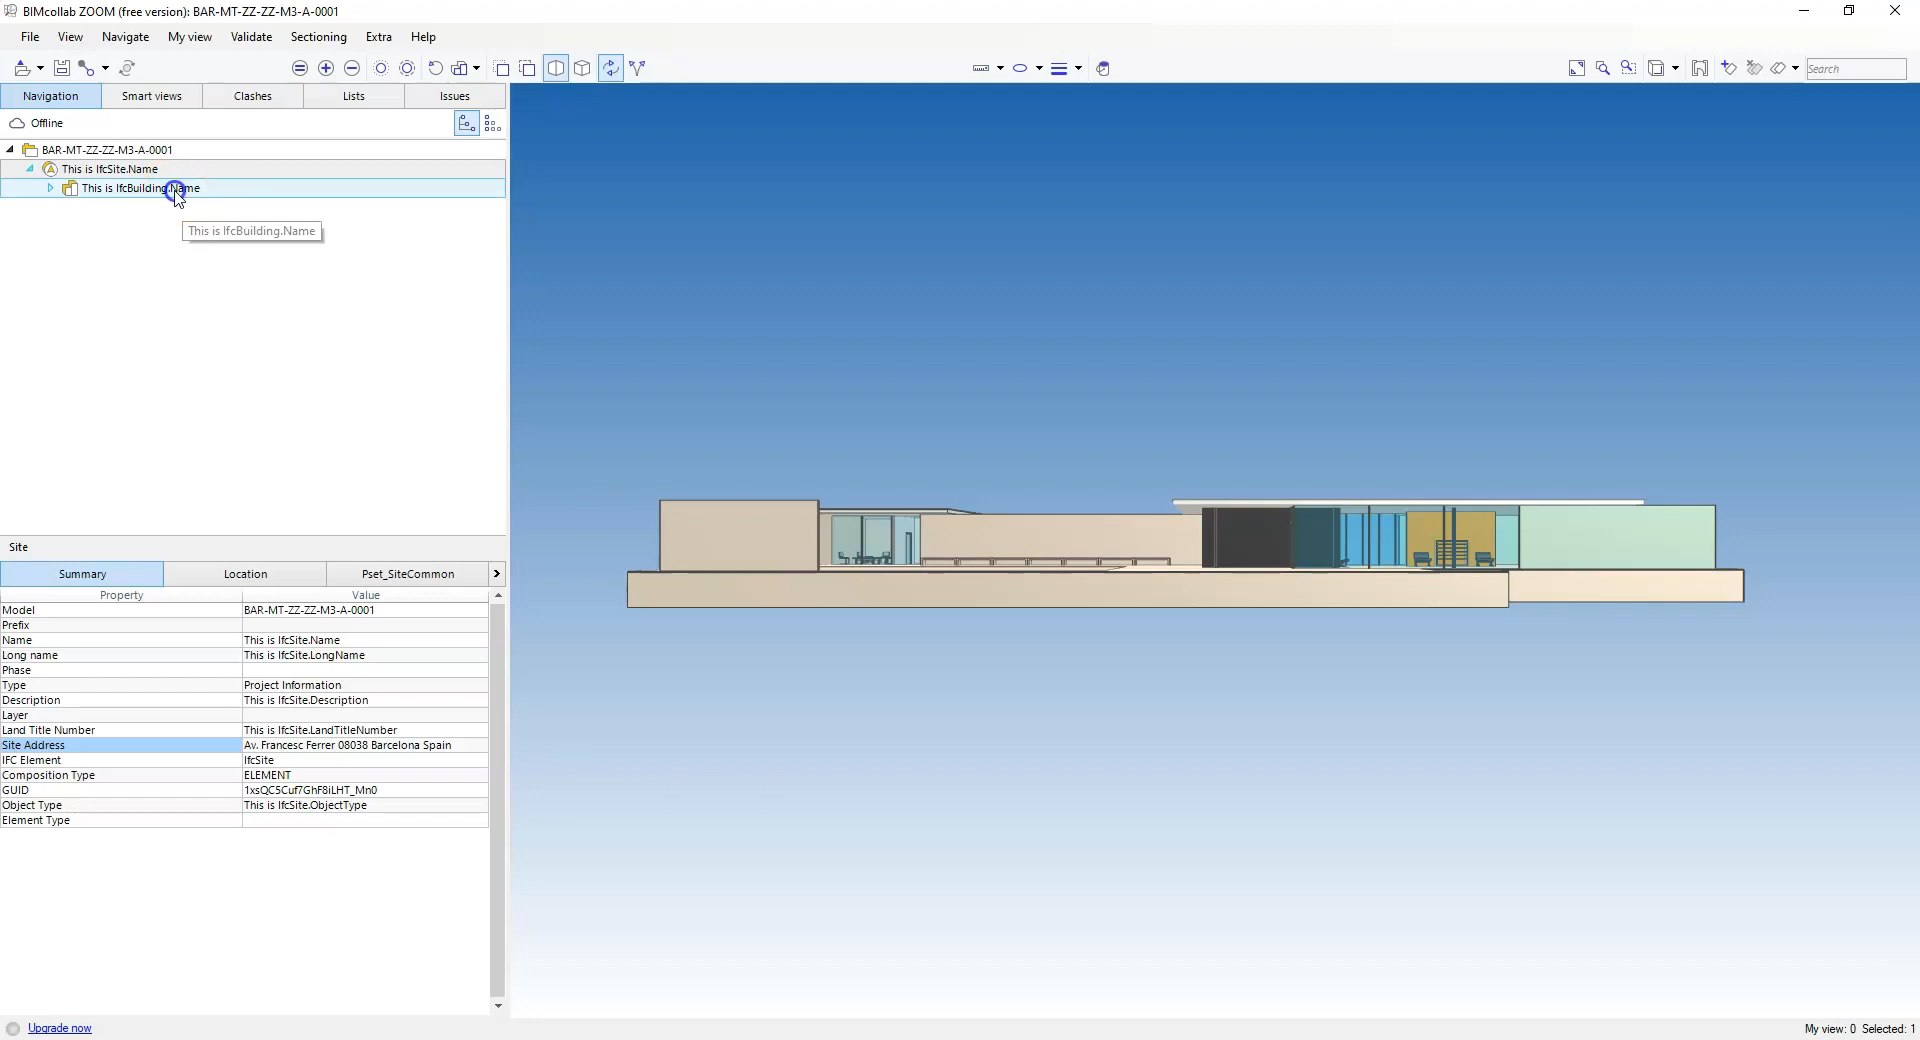 BIMcollab ZOOM (free version): BAR-MT-ZZ-ZZ-M3-A-0001
File View Navigate My view Validate Sectioning Extra Help
Search
Navigation Smart views Clashes Lists Issues
Offline
BAR-MT-ZZ-ZZ-M3-A-0001
This is IfcSite.Name
This is IfcBuilding.Name
This is IfcBuilding.Name
Site
Summary Location Pset_SiteCommon
Property Value
Model BAR-MT-ZZ-ZZ-M3-A-0001
Prefix
Name This is IfcSite.Name
Long name This is IfcSite.LongName
Phase
Type Project Information
Description This is IfcSite.Description
Layer
Land Title Number This is IfcSite.LandTitleNumber
Site Address Av. Francesc Ferrer 08038 Barcelona Spain
IFC Element IfcSite
Composition Type ELEMENT
GUID 1xsQC5Cuf7GhF8iLHT_Mn0
Object Type This is IfcSite.ObjectType
Element Type
Upgrade now
My view: 0 Selected: 1